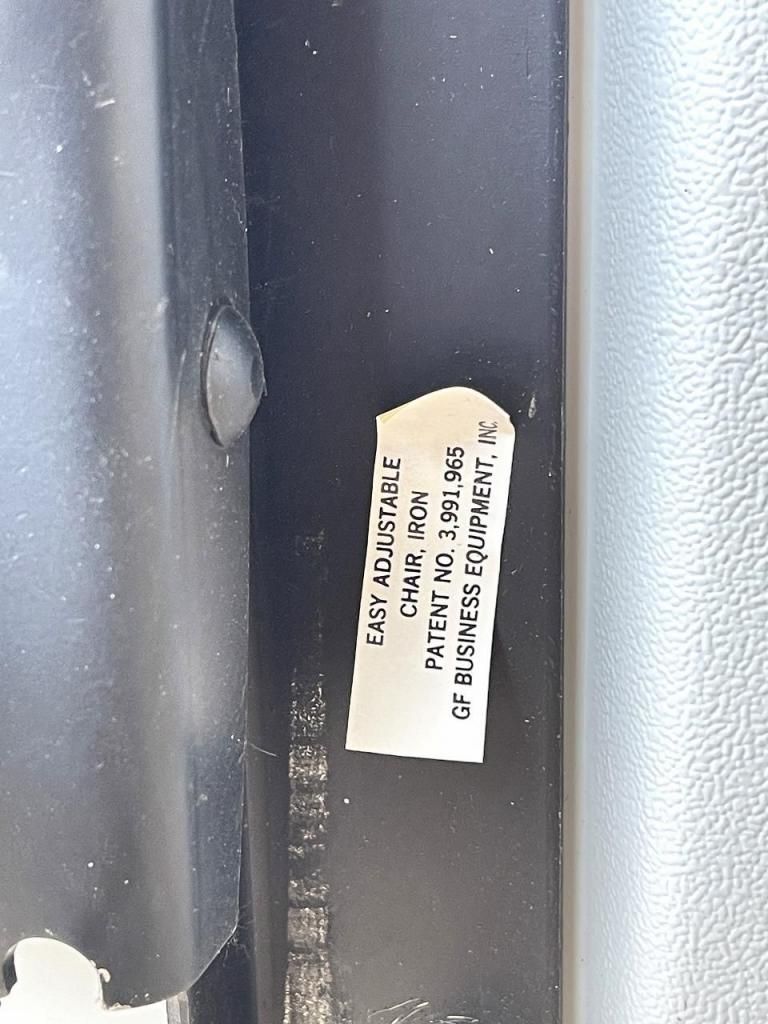 EASY ADJUSTABLE
CHAIR, IRON
PATENT NO. 3,991,965
GF BUSINESS EQUIPMENT, INC.